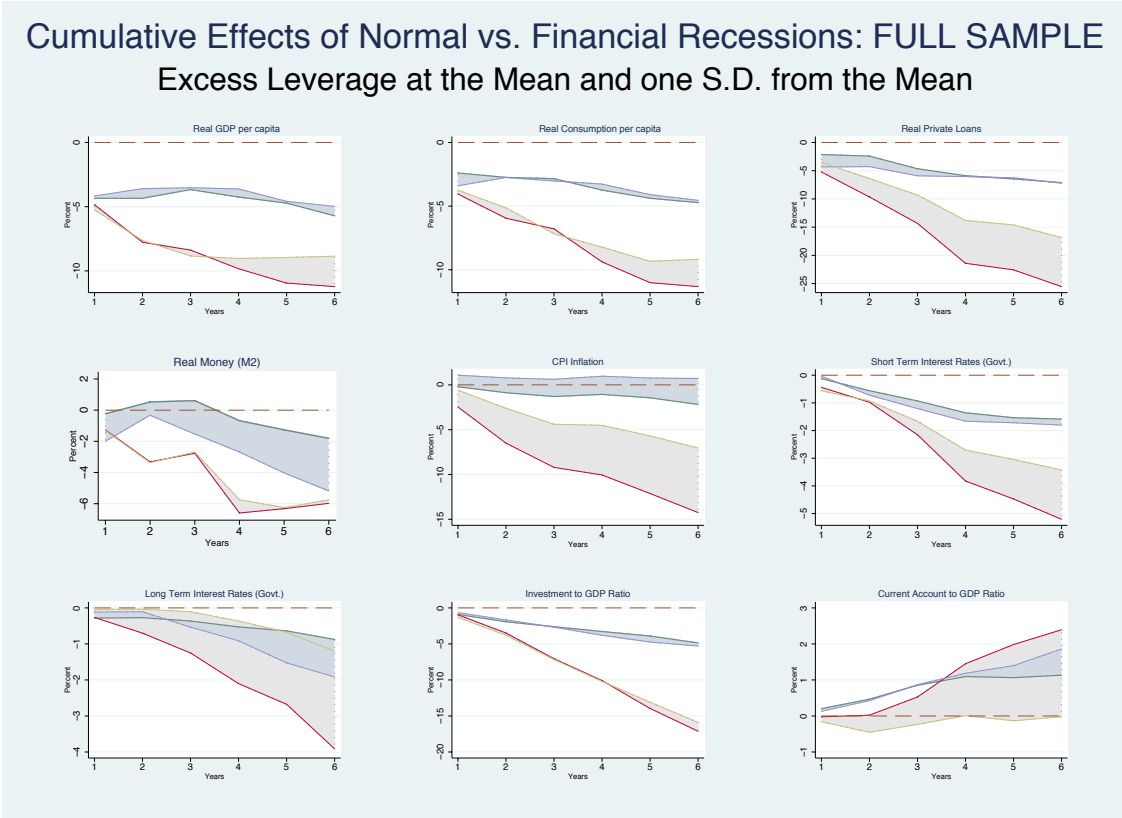 Cumulative Effects of Normal vs. Financial Recessions: FULL SAMPLE
Excess Leverage at the Mean and one S.D. from the Mean
Real GDP per capita
Percent
0
−5
−10
1 2 3 4 5 6
Years
Real Consumption per capita
Percent
0
−5
−10
1 2 3 4 5 6
Years
Real Private Loans
Percent
0
−5
−10
−15
−20
−25
1 2 3 4 5 6
Years
Real Money (M2)
Percent
2
0
−2
−4
−6
1 2 3 4 5 6
Years
CPI Inflation
Percent
0
−5
−10
−15
1 2 3 4 5 6
Years
Short Term Interest Rates (Govt.)
Percent
0
−1
−2
−3
−4
−5
1 2 3 4 5 6
Years
Long Term Interest Rates (Govt.)
Percent
0
−1
−2
−3
−4
1 2 3 4 5 6
Years
Investment to GDP Ratio
Percent
0
−5
−10
−15
−20
1 2 3 4 5 6
Years
Current Account to GDP Ratio
Percent
3
2
1
0
−1
1 2 3 4 5 6
Years